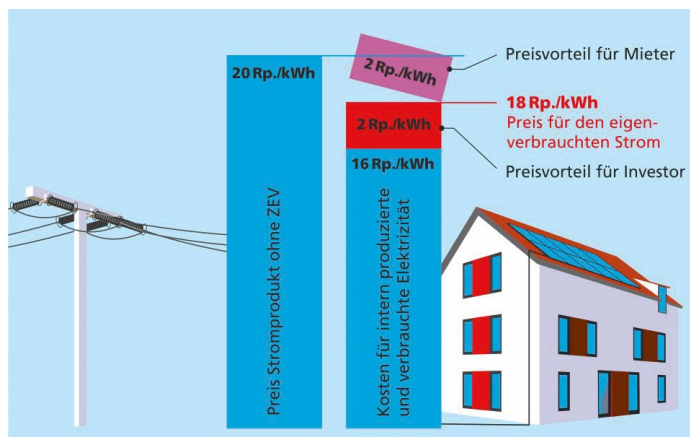 20 Rp./kWh
Preis Stromprodukt ohne ZEV
2 Rp./kWh
Preisvorteil für Mieter
18 Rp./kWh
Preis für den eigen-
verbrauchten Strom
2 Rp./kWh
Preisvorteil für Investor
16 Rp./kWh
Kosten für intern produzierte
und verbrauchte Elektrizität